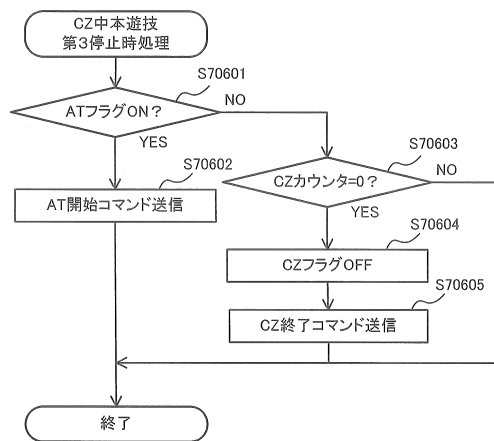 CZ中本遊技
第3停止時処理
S70601
ATフラグON?
NO
YES
S70602
AT開始コマンド送信
S70603
CZカウンタ=0?
NO
YES
S70604
CZフラグOFF
S70605
CZ終了コマンド送信
終了